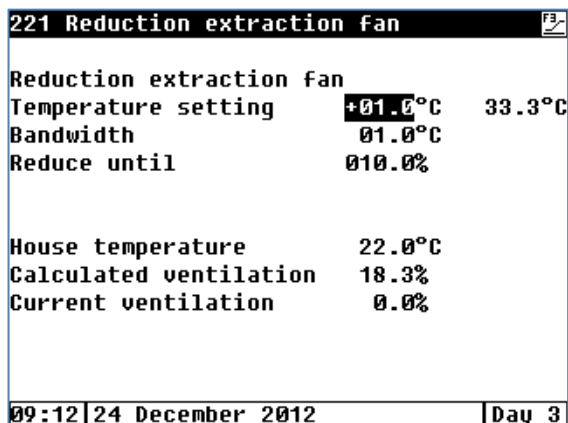 221 Reduction extraction fan F3
Reduction extraction fan
Temperature setting +01.0°C 33.3°C
Bandwidth 01.0°C
Reduce until 010.0%
House temperature 22.0°C
Calculated ventilation 18.3%
Current ventilation 0.0%
09:12 24 December 2012 Day 3